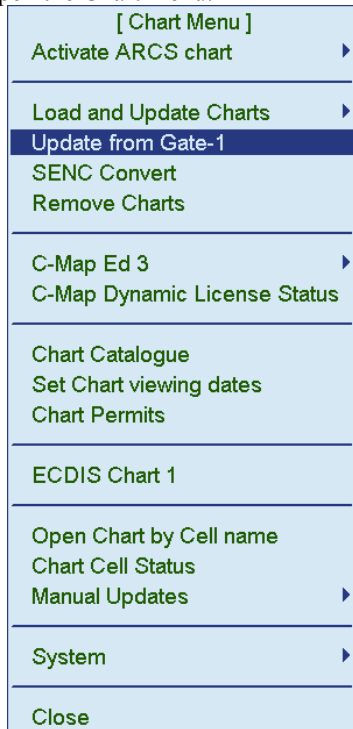 [ Chart Menu ]
Activate ARCS chart
Load and Update Charts
Update from Gate-1
SENC Convert
Remove Charts
C-Map Ed 3
C-Map Dynamic License Status
Chart Catalogue
Set Chart viewing dates
Chart Permits
ECDIS Chart 1
Open Chart by Cell name
Chart Cell Status
Manual Updates
System
Close